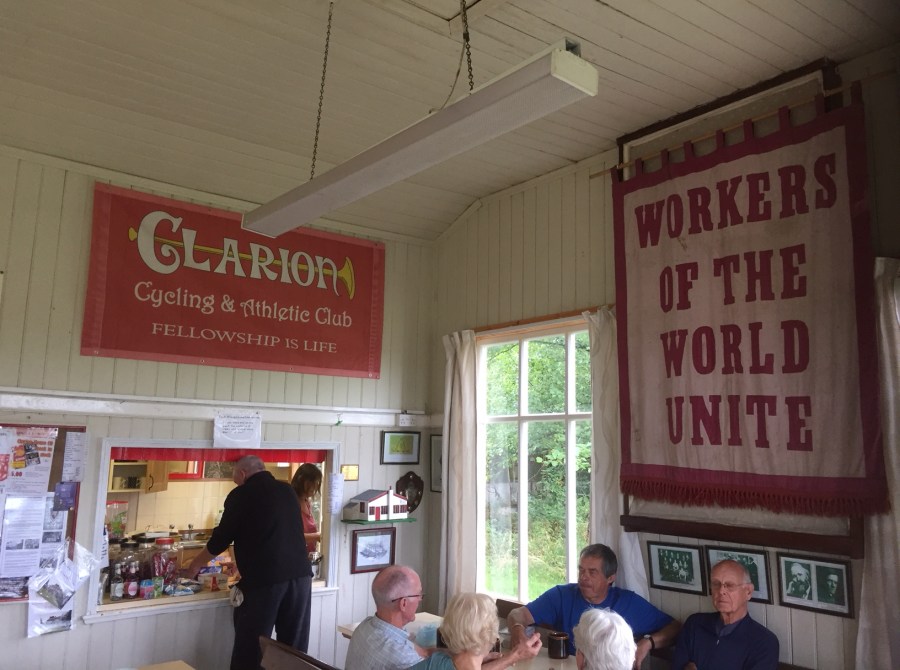 CLARION
Cycling & Athletic Club
FELLOWSHIP IS LIFE
WORKERS
OF THE
WORLD
UNITE